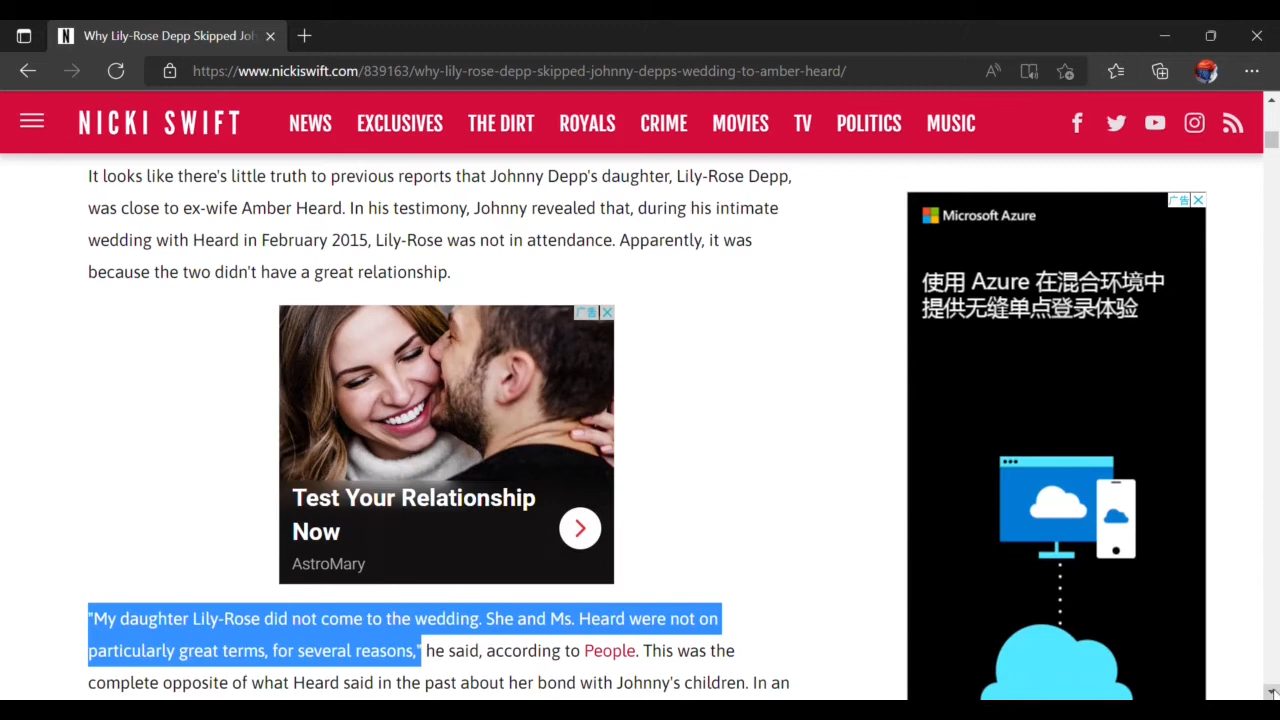 Why Lily-Rose Depp Skipped Joh
https://www.nickiswift.com/839163/why-lily-rose-depp-skipped-johnny-depps-wedding-to-amber-heard/
NICKI SWIFT NEWS EXCLUSIVES THE DIRT ROYALS CRIME MOVIES TV POLITICS MUSIC
It looks like there's little truth to previous reports that Johnny Depp's daughter, Lily-Rose Depp,
was close to ex-wife Amber Heard. In his testimony, Johnny revealed that, during his intimate
wedding with Heard in February 2015, Lily-Rose was not in attendance. Apparently, it was
because the two didn't have a great relationship.
广告
Test Your Relationship
Now
AstroMary
"My daughter Lily-Rose did not come to the wedding. She and Ms. Heard were not on
particularly great terms, for several reasons," he said, according to People. This was the
complete opposite of what Heard said in the past about her bond with Johnny's children. In an
广告
Microsoft Azure
使用 Azure 在混合环境中
提供无缝单点登录体验